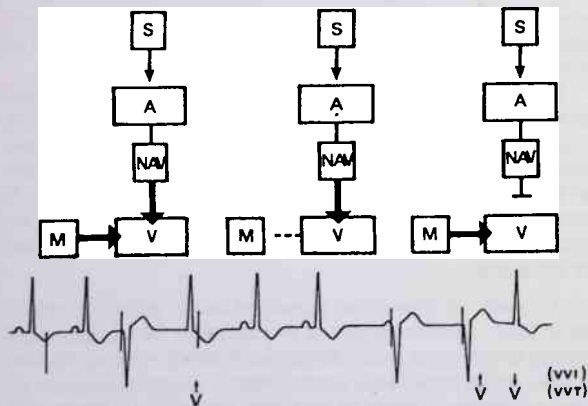 S S S
A A A
NAV NAV NAV
M V M V M V
V V V (VVI)
(VVT)